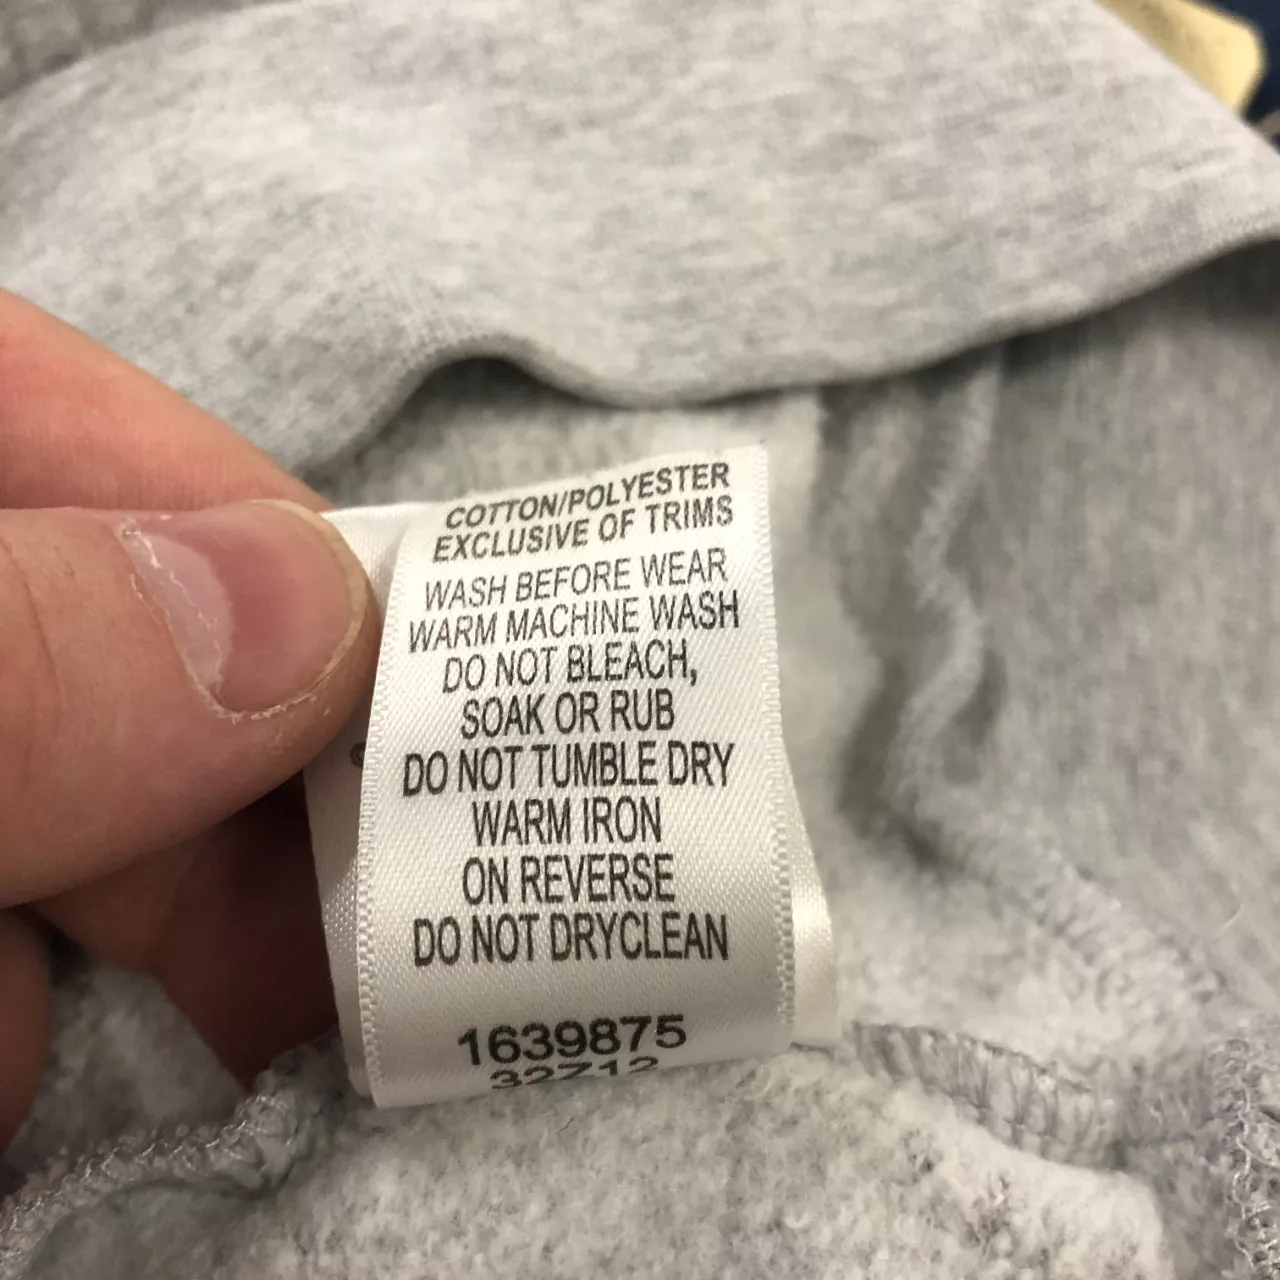 COTTON/POLYESTER
EXCLUSIVE OF TRIMS
WASH BEFORE WEAR
WARM MACHINE WASH
DO NOT BLEACH,
SOAK OR RUB
DO NOT TUMBLE DRY
WARM IRON
ON REVERSE
DO NOT DRYCLEAN
1639875